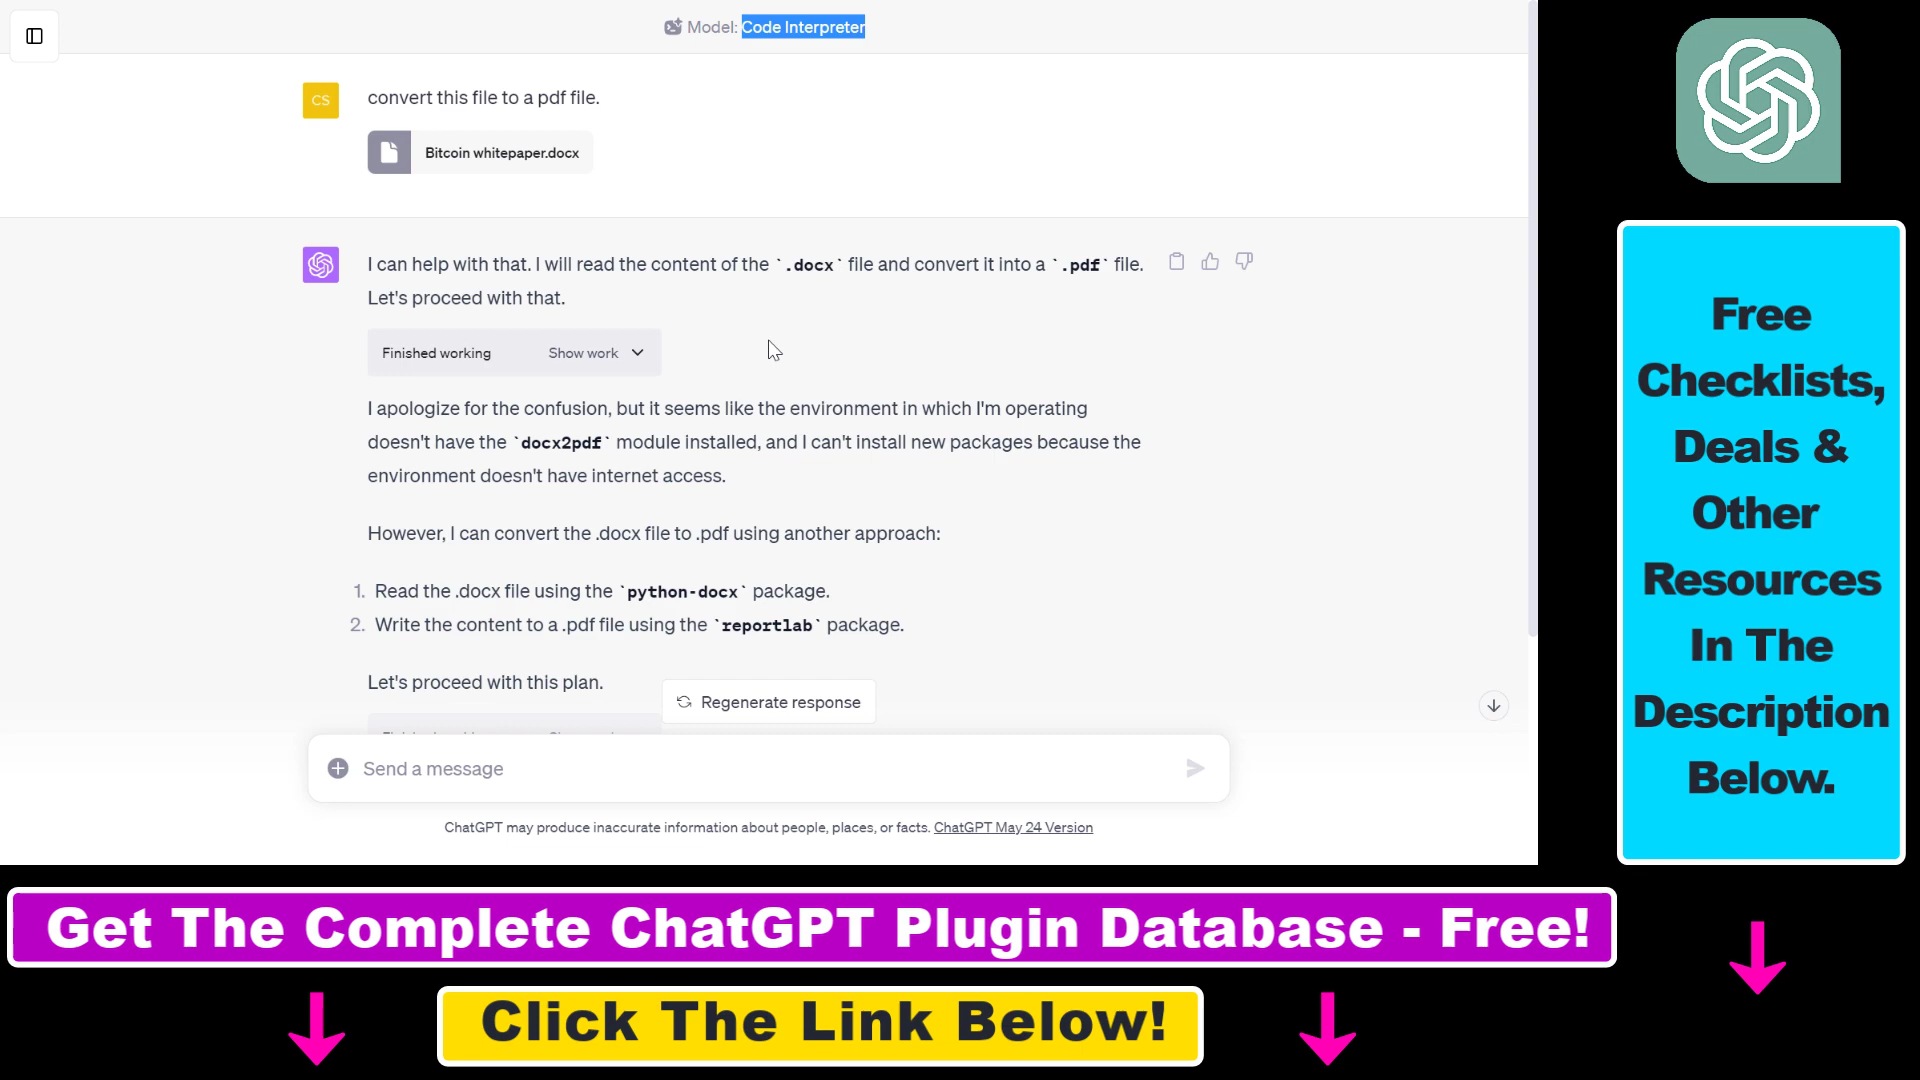 Model: Code Interpreter
CS
convert this file to a pdf file.
Bitcoin whitepaper.docx
I can help with that. I will read the content of the `.docx` file and convert it into a `.pdf` file.
Let's proceed with that.
Finished working Show work
I apologize for the confusion, but it seems like the environment in which I'm operating
doesn't have the `docx2pdf` module installed, and I can't install new packages because the
environment doesn't have internet access.
However, I can convert the .docx file to .pdf using another approach:
1. Read the .docx file using the `python-docx` package.
2. Write the content to a .pdf file using the `reportlab` package.
Let's proceed with this plan.
Regenerate response
Send a message
ChatGPT may produce inaccurate information about people, places, or facts. ChatGPT May 24 Version
Free
Checklists,
Deals &
Other
Resources
In The
Description
Below.
Get The Complete ChatGPT Plugin Database - Free!
Click The Link Below!